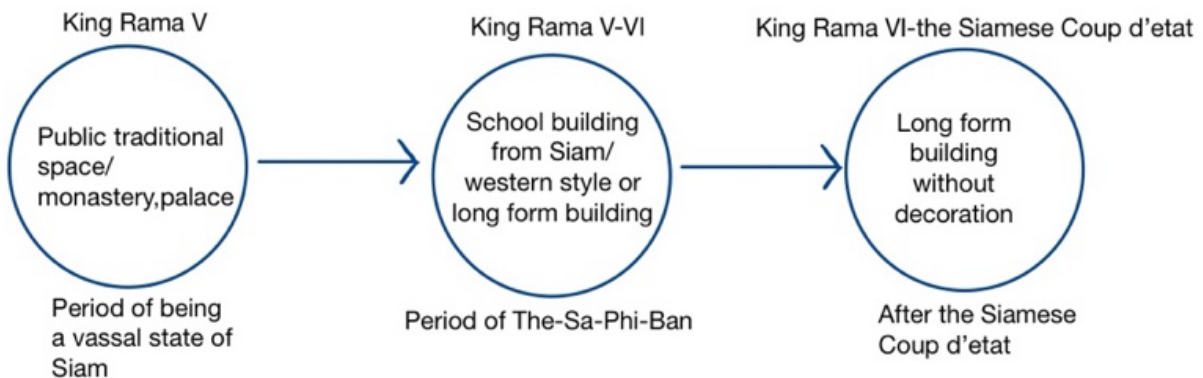 King Rama V
Public traditional
space/
monastery,palace
Period of being
a vassal state of
Siam
King Rama V-VI
School building
from Siam/
western style or
long form building
Period of The-Sa-Phi-Ban
King Rama VI-the Siamese Coup d'etat
Long form
building
without
decoration
After the Siamese
Coup d'etat